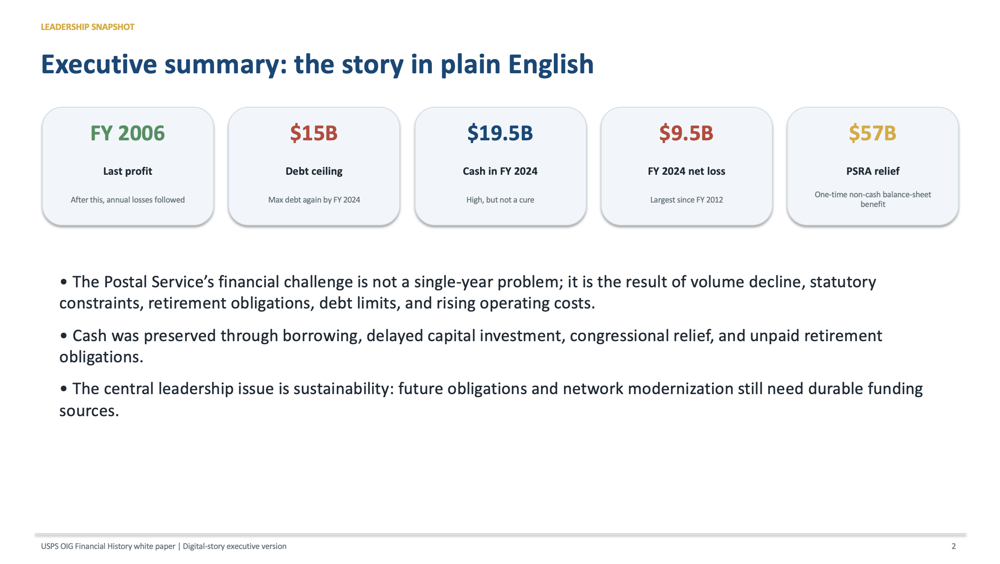 LEADERSHIP SNAPSHOT
Executive summary: the story in plain English
FY 2006
Last profit
After this, annual losses followed
$15B
Debt ceiling
Max debt again by FY 2024
$19.5B
Cash in FY 2024
High, but not a cure
$9.5B
FY 2024 net loss
Largest since FY 2012
$57B
PSRA relief
One-time non-cash balance-sheet
benefit
• The Postal Service’s financial challenge is not a single-year problem; it is the result of volume decline, statutory
constraints, retirement obligations, debt limits, and rising operating costs.
• Cash was preserved through borrowing, delayed capital investment, congressional relief, and unpaid retirement
obligations.
• The central leadership issue is sustainability: future obligations and network modernization still need durable funding
sources.
USPS OIG Financial History white paper | Digital-story executive version
2